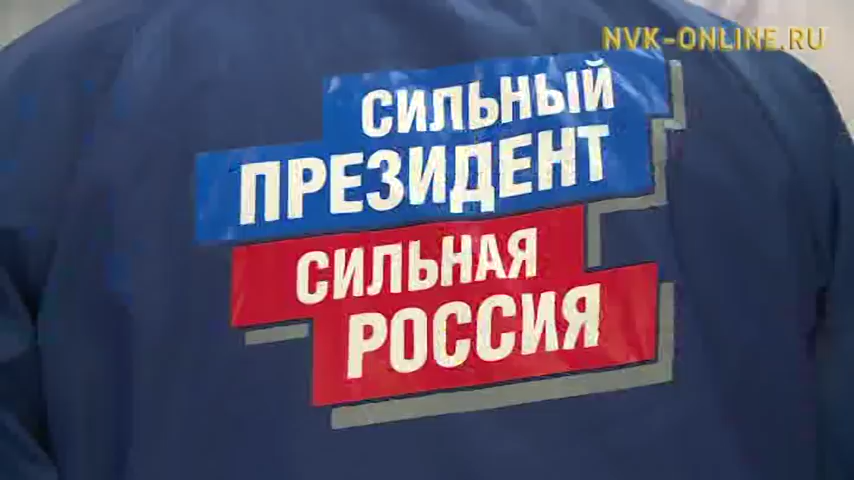 NVK-ONLINE.RU
СИЛЬНЫЙ
ПРЕЗИДЕНТ
СИЛЬНАЯ
РОССИЯ